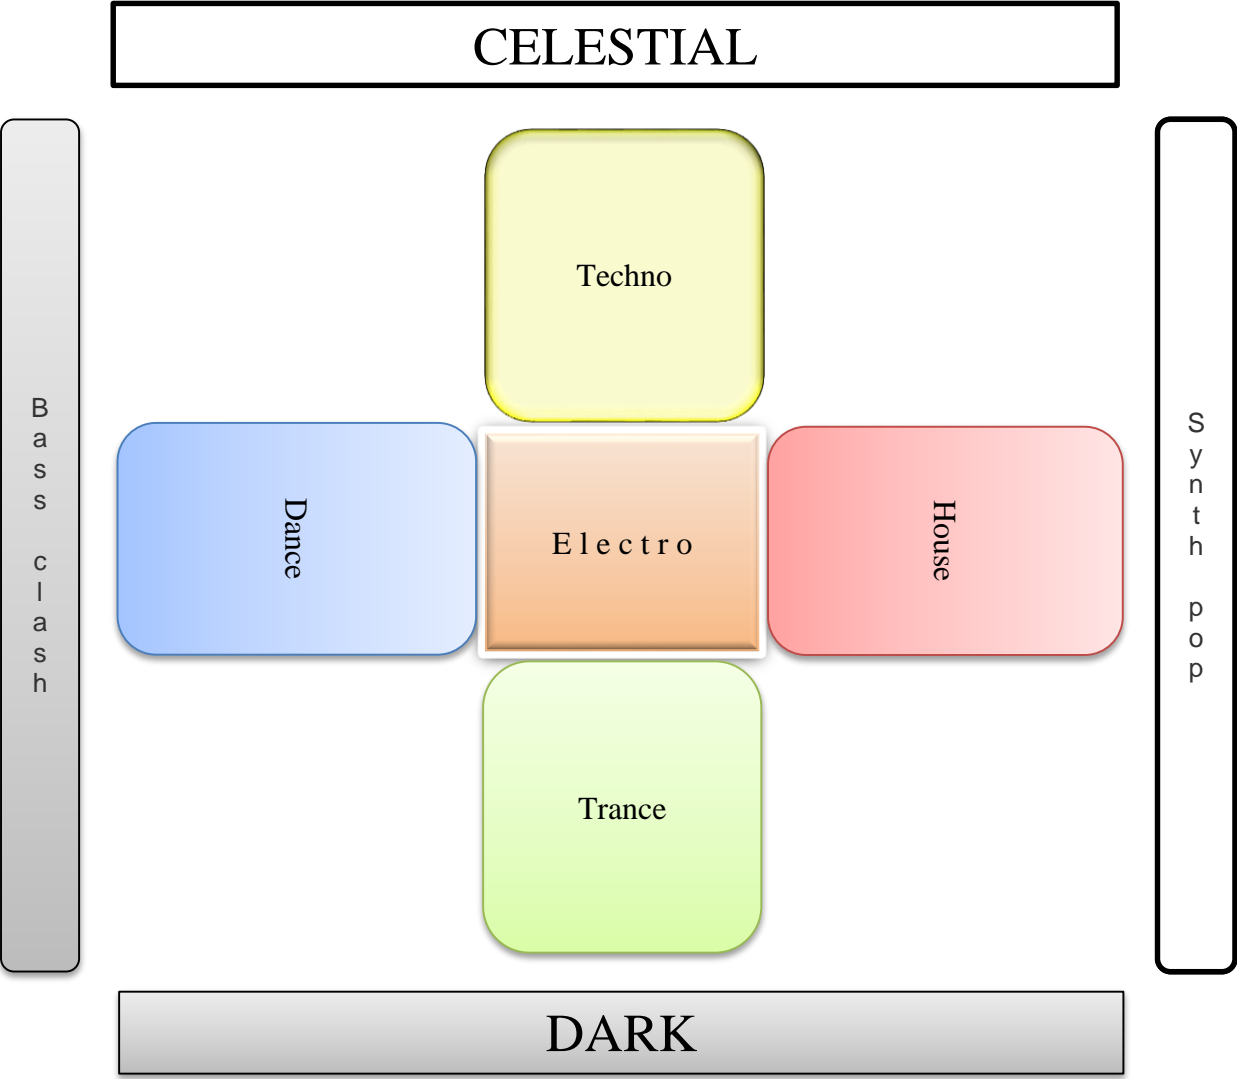 CELESTIAL
Techno
Bass clash
Dance
Electro
House
Synth pop
Trance
DARK